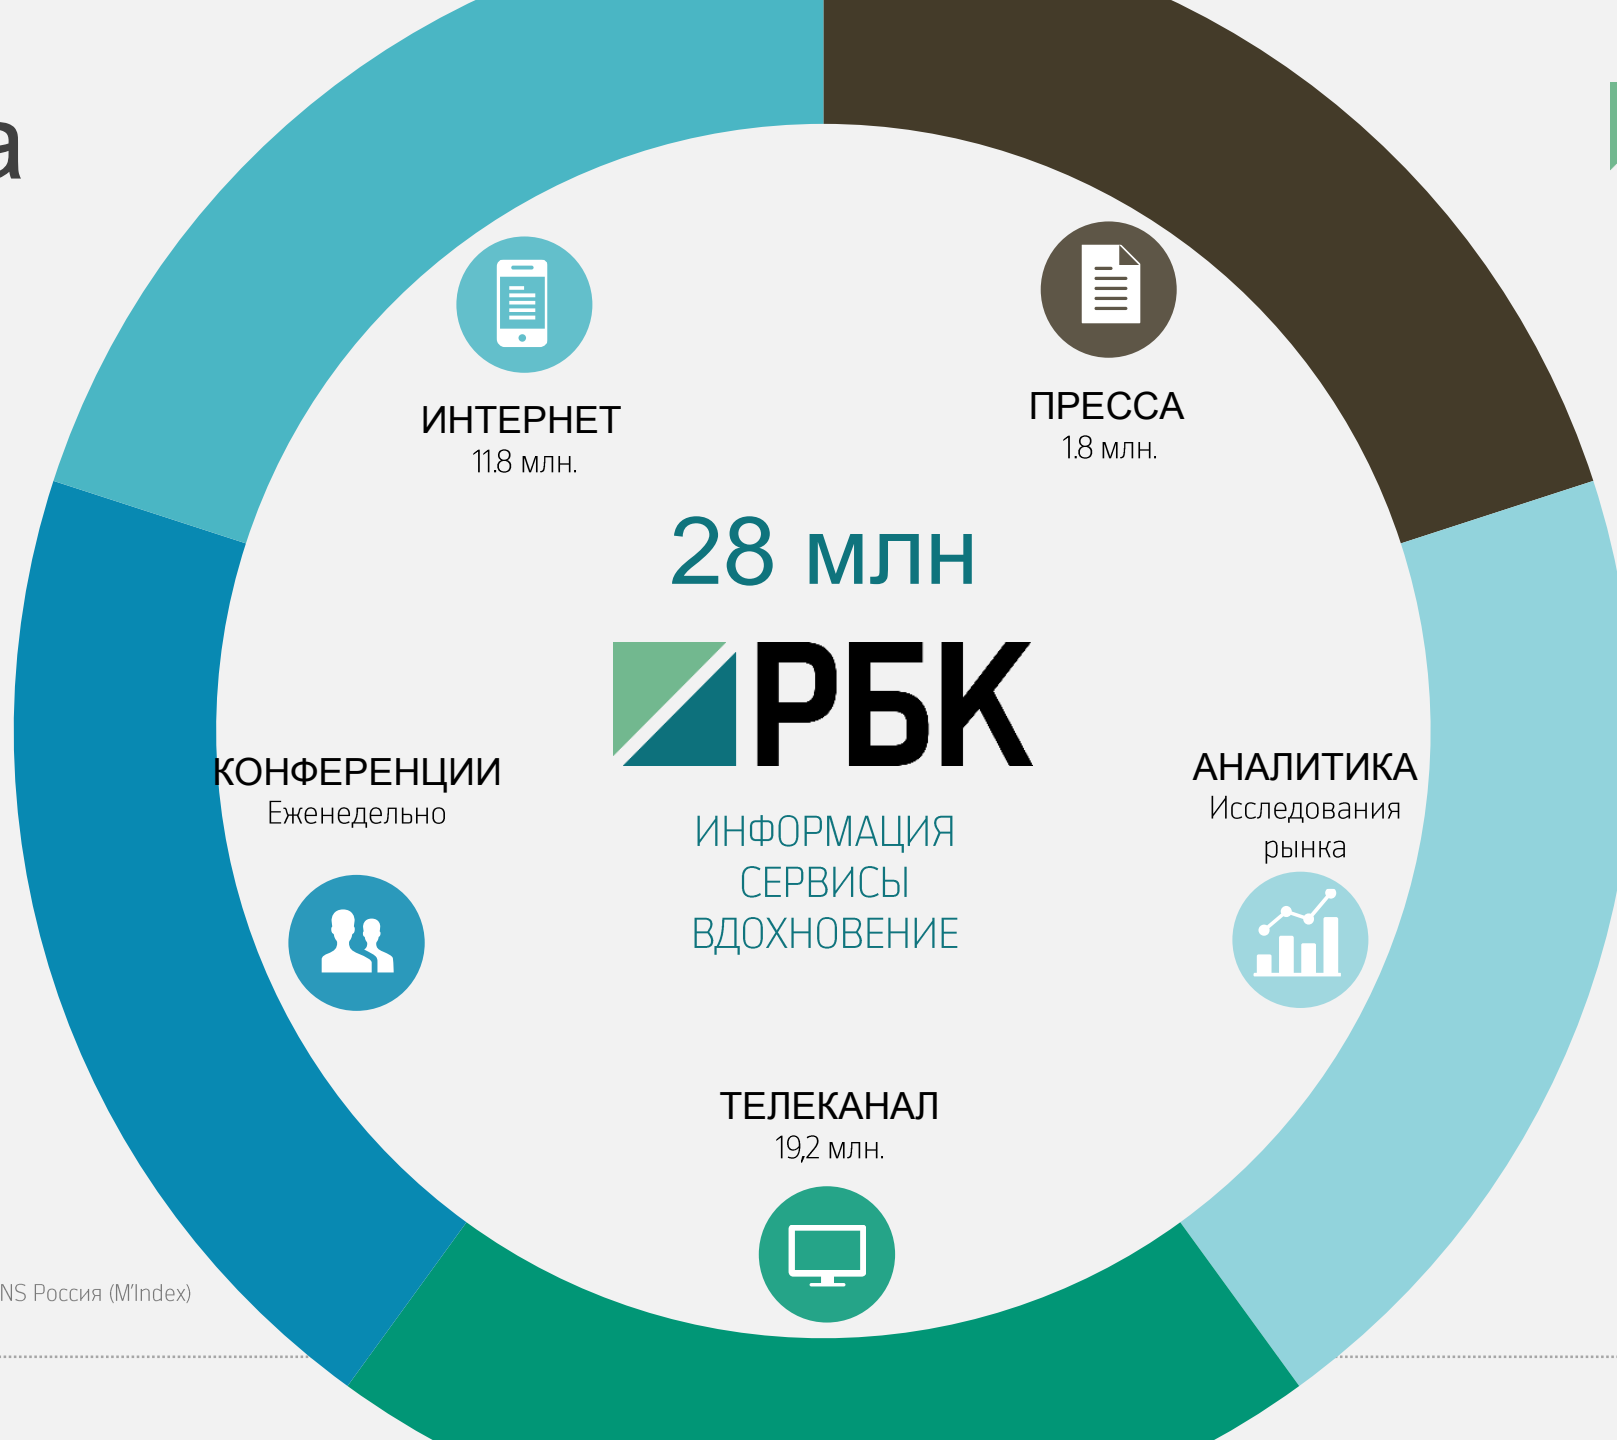 а
ИНТЕРНЕТ
11.8 млн.
ПРЕССА
1.8 млн.
28 млн
РБК
ИНФОРМАЦИЯ
СЕРВИСЫ
ВДОХНОВЕНИЕ
КОНФЕРЕНЦИИ
Еженедельно
АНАЛИТИКА
Исследования
рынка
ТЕЛЕКАНАЛ
19,2 млн.
NS Россия (M'Index)